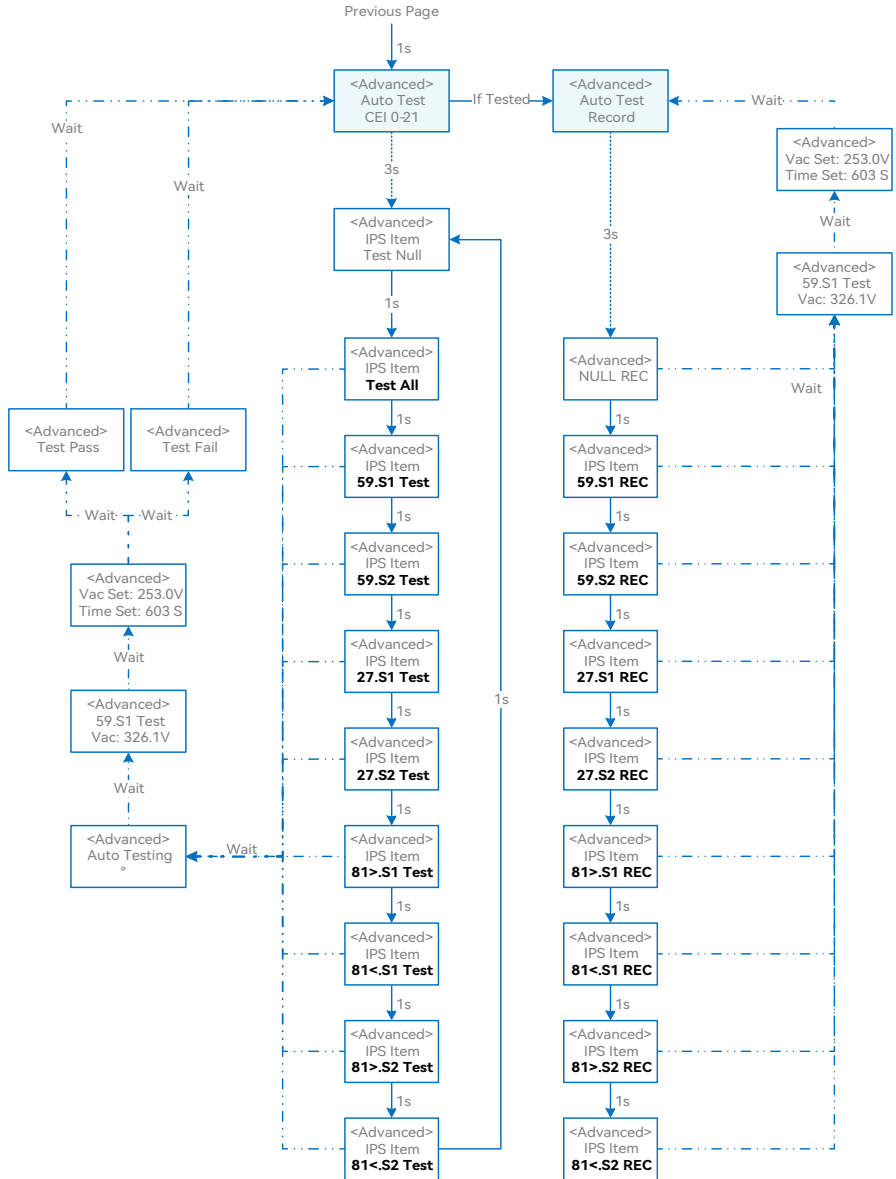 Previous Page
1s
<Advanced>
Auto Test
CEI 0-21
If Tested
<Advanced>
Auto Test
Record
Wait
Wait
Wait
3s
3s
<Advanced>
Vac Set: 253.0V
Time Set: 603 S
Wait
<Advanced>
59.S1 Test
Vac: 326.1V
Wait
<Advanced>
IPS Item
Test Null
1s
<Advanced>
IPS Item
Test All
1s
<Advanced>
IPS Item
59.S1 Test
1s
<Advanced>
IPS Item
59.S2 Test
1s
<Advanced>
IPS Item
27.S1 Test
1s
<Advanced>
IPS Item
27.S2 Test
1s
<Advanced>
IPS Item
81>.S1 Test
1s
<Advanced>
IPS Item
81<.S1 Test
1s
<Advanced>
IPS Item
81>.S2 Test
1s
<Advanced>
IPS Item
81<.S2 Test
1s
<Advanced>
Test Pass
<Advanced>
Test Fail
Wait
Wait
<Advanced>
Vac Set: 253.0V
Time Set: 603 S
Wait
<Advanced>
59.S1 Test
Vac: 326.1V
Wait
<Advanced>
Auto Testing
°
Wait
<Advanced>
NULL REC
1s
<Advanced>
IPS Item
59.S1 REC
1s
<Advanced>
IPS Item
59.S2 REC
1s
<Advanced>
IPS Item
27.S1 REC
1s
<Advanced>
IPS Item
27.S2 REC
1s
<Advanced>
IPS Item
81>.S1 REC
1s
<Advanced>
IPS Item
81<.S1 REC
1s
<Advanced>
IPS Item
81>.S2 REC
1s
<Advanced>
IPS Item
81<.S2 REC